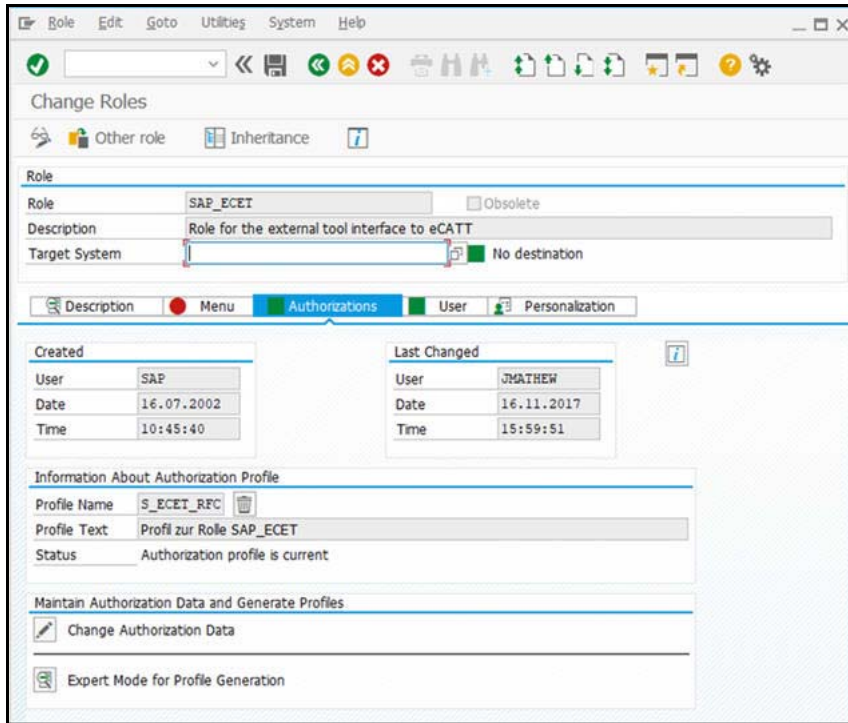 Role Edit Goto Utilities System Help
Change Roles
Other role Inheritance
Role
Role SAP_ECET Obsolete
Description Role for the external tool interface to eCATT
Target System No destination
Description Menu Authorizations User Personalization
Created Last Changed
User SAP User JMATHEW
Date 16.07.2002 Date 16.11.2017
Time 10:45:40 Time 15:59:51
Information About Authorization Profile
Profile Name S_ECET_RFC
Profile Text Profil zur Rolle SAP_ECET
Status Authorization profile is current
Maintain Authorization Data and Generate Profiles
Change Authorization Data
Expert Mode for Profile Generation